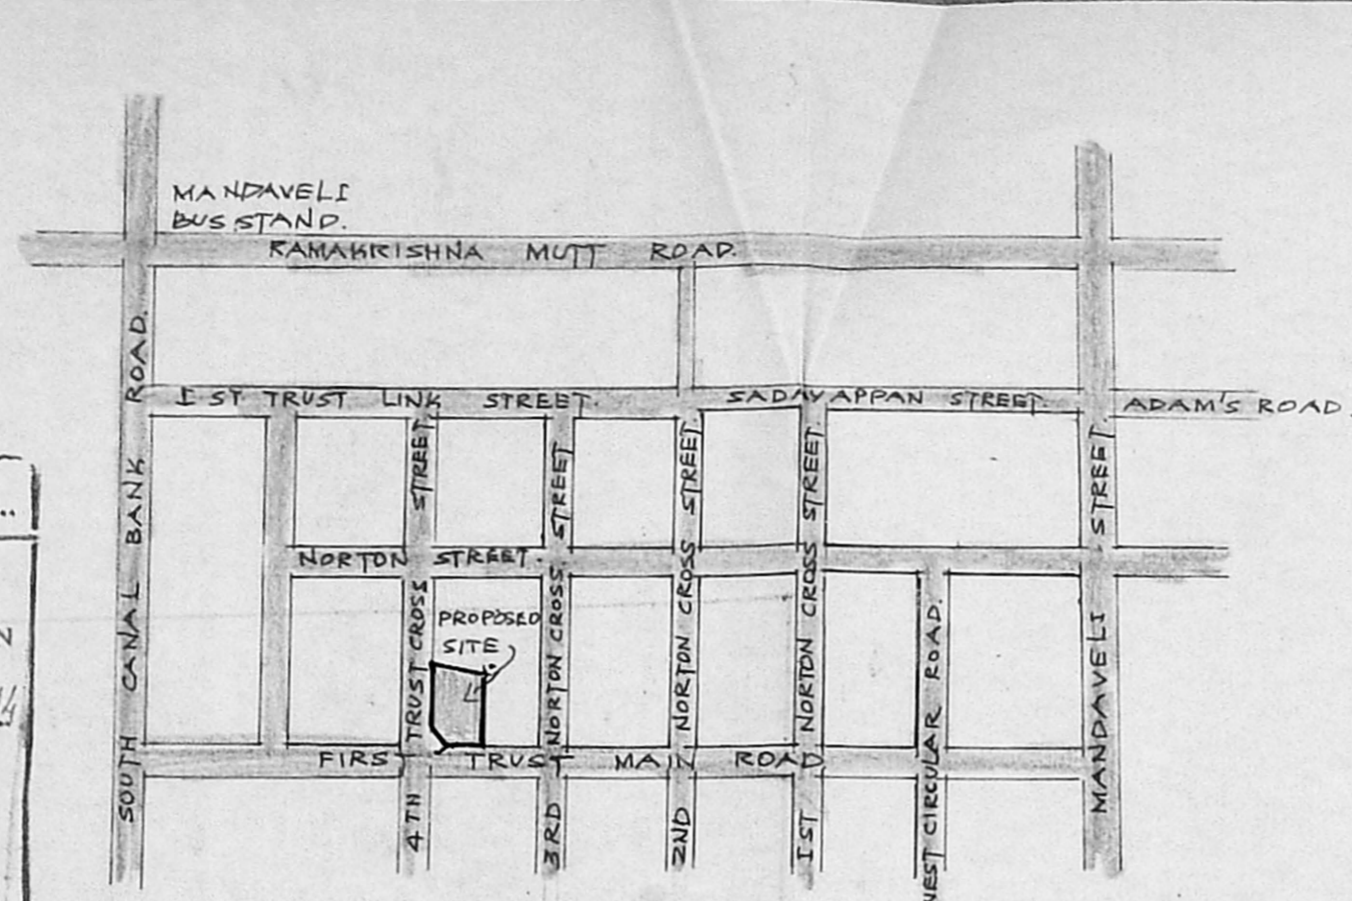 MANDAVELI
BUS STAND.
RAMAKRISHNA MUTT ROAD.
I ST TRUST LINK STREET.
SADAYAPPAN STREET.
ADAM'S ROAD.
NORTON STREET.
PROPOSED
SITE
FIRST TRUST MAIN ROAD
SOUTH CANAL BANK ROAD.
4TH TRUST CROSS STREET
3RD NORTON CROSS STREET
2ND NORTON CROSS STREET
IST NORTON CROSS STREET.
WEST CIRCULAR ROAD.
MANDAVELI STREET.